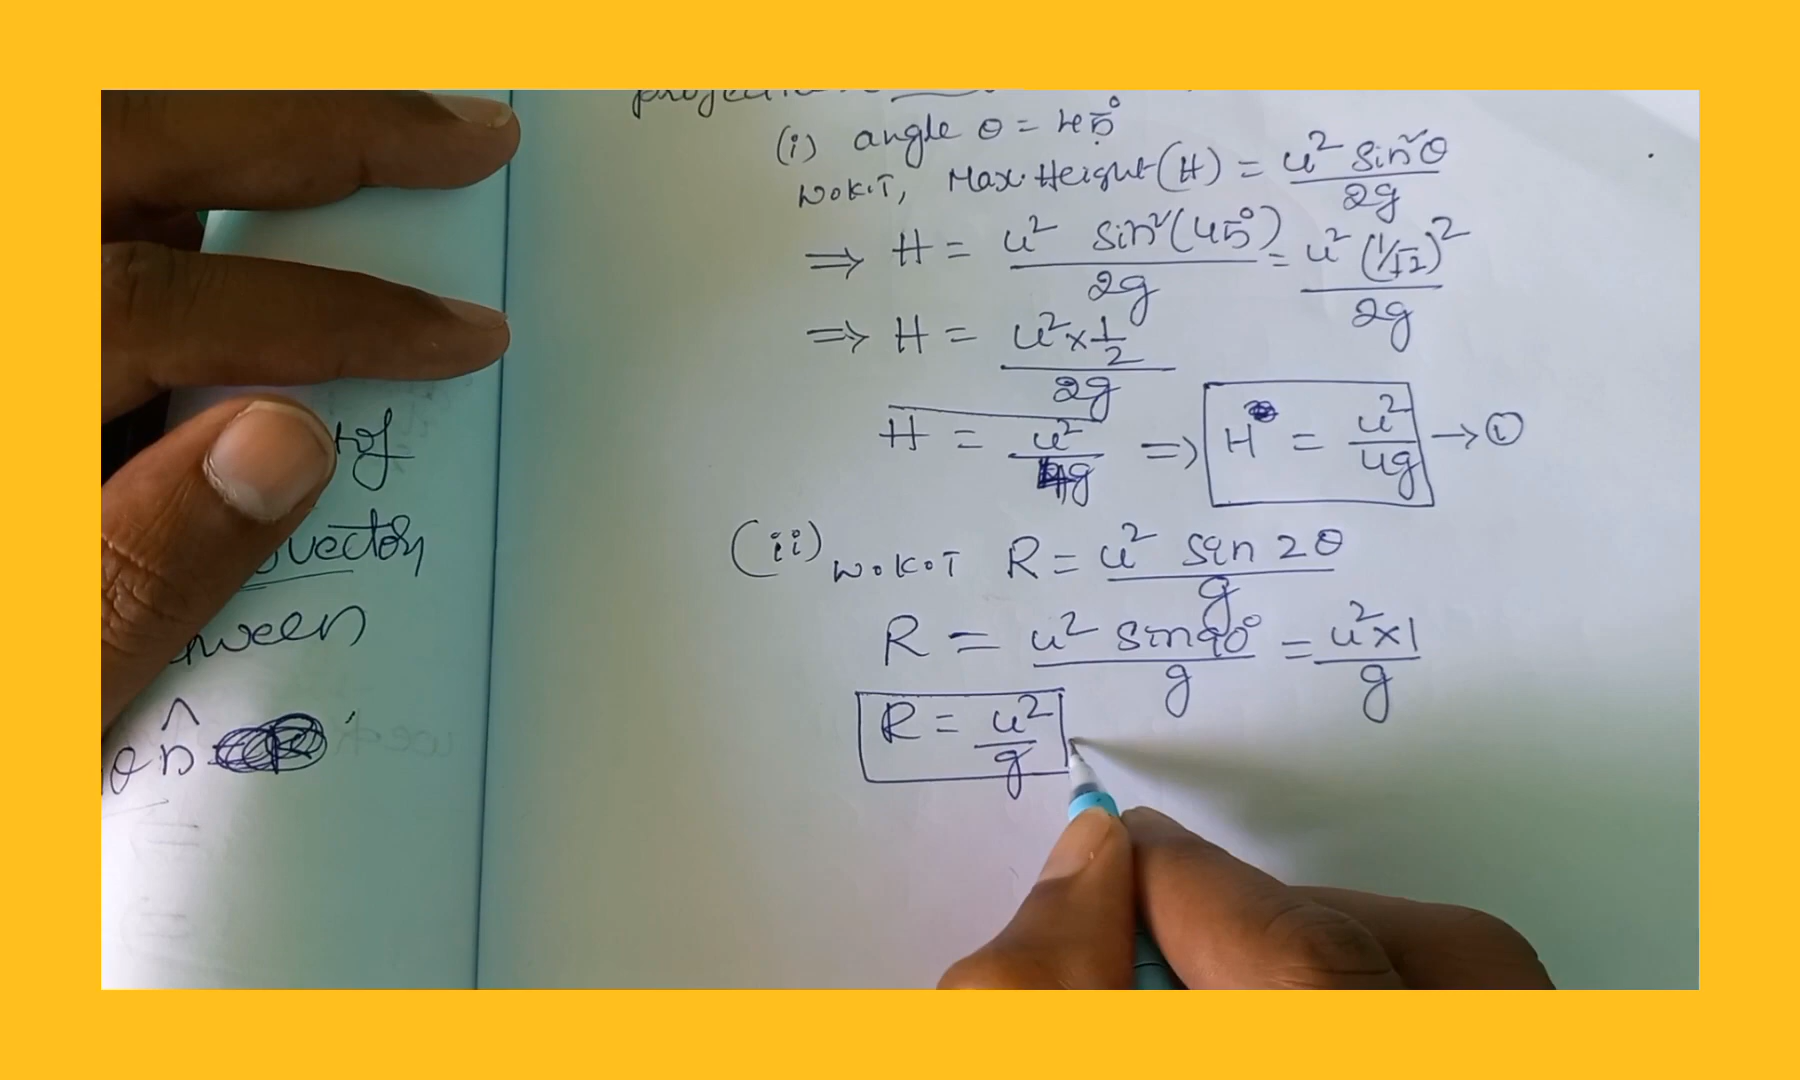 (i) angle θ = 45°
W.K.T, Max. Height (H) = u² sin²θ / 2g
⇒ H = u² sin²(45°) / 2g = u² (1/√2)² / 2g
⇒ H = u² × 1/2 / 2g
H = u² / 4g ⇒ H = u² / 4g → ①
(ii) W.K.T R = u² sin 2θ / g
R = u² sin 90° / g = u² × 1 / g
R = u² / g
vector
θ n̂